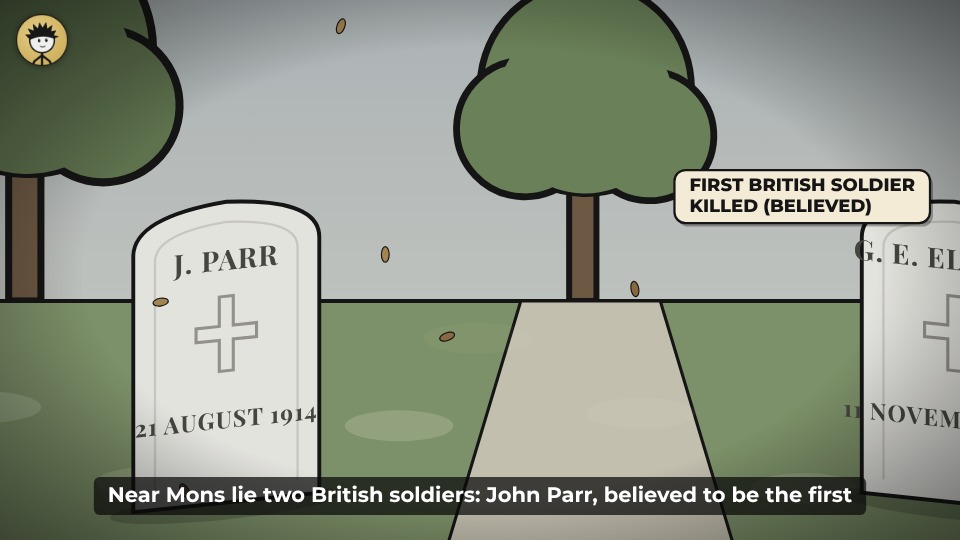 FIRST BRITISH SOLDIER
KILLED (BELIEVED)
J. PARR
21 AUGUST 1914
G. E. EL
11 NOVEM
Near Mons lie two British soldiers: John Parr, believed to be the first